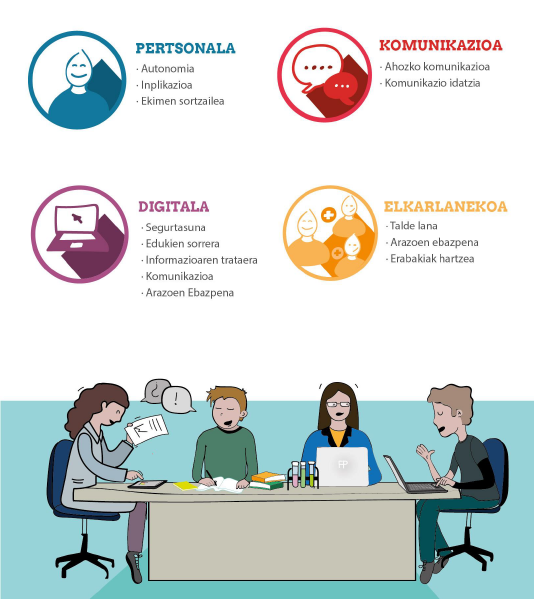 PERTSONALA
· Autonomia
· Inplikazioa
· Ekimen sortzailea
KOMUNIKAZIOA
· Ahozko komunikazioa
· Komunikazio idatzia
DIGITALA
· Segurtasuna
· Edukien sorrera
· Informazioaren trataera
· Komunikazioa
· Arazoen Ebazpena
ELKARLANEKOA
· Talde lana
· Arazoen ebazpena
· Erabakiak hartzea
?
!
FP